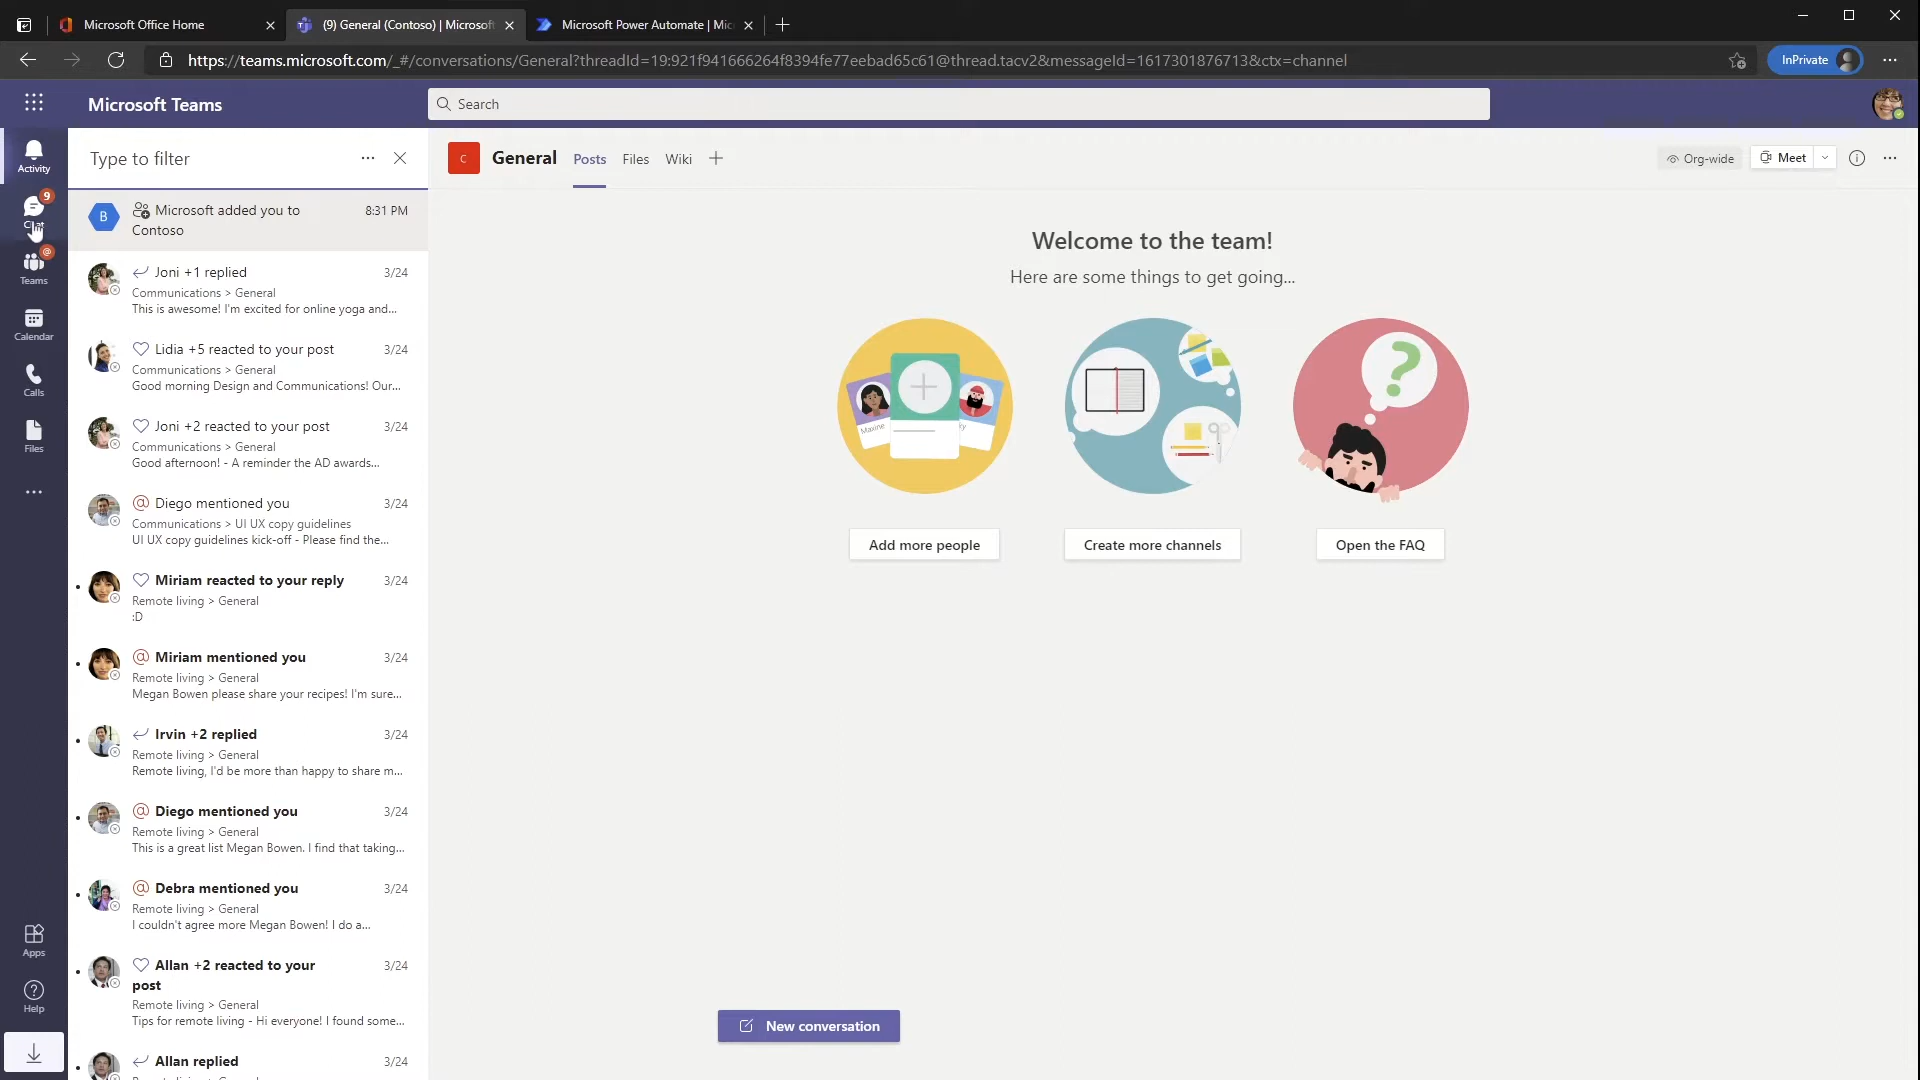 Microsoft Office Home
(9) General (Contoso) | Microsoft
Microsoft Power Automate | Mic
https://teams.microsoft.com/_#/conversations/General?threadId=19:921f941666264f8394fe77eebad65c61@thread.tacv2&messageId=1617301876713&ctx=channel
InPrivate
Microsoft Teams
Search
Activity
9
Chat
@
Teams
Calendar
Calls
Files
Apps
Help
Type to filter
B
Microsoft added you to
Contoso
8:31 PM
Joni +1 replied
3/24
Communications > General
This is awesome! I'm excited for online yoga and...
Lidia +5 reacted to your post
3/24
Communications > General
Good morning Design and Communications! Our...
Joni +2 reacted to your post
3/24
Communications > General
Good afternoon! - A reminder the AD awards...
@ Diego mentioned you
3/24
Communications > UI UX copy guidelines
UI UX copy guidelines kick-off - Please find the...
Miriam reacted to your reply
3/24
Remote living > General
:D
@ Miriam mentioned you
3/24
Remote living > General
Megan Bowen please share your recipes! I'm sure...
Irvin +2 replied
3/24
Remote living > General
Remote living, I'd be more than happy to share m...
@ Diego mentioned you
3/24
Remote living > General
This is a great list Megan Bowen. I find that taking...
@ Debra mentioned you
3/24
Remote living > General
I couldn't agree more Megan Bowen! I do a...
Allan +2 reacted to your
post
3/24
Remote living > General
Tips for remote living - Hi everyone! I found some...
Allan replied
3/24
C
General
Posts
Files
Wiki
Org-wide
Meet
Welcome to the team!
Here are some things to get going...
Maxine
?
Add more people
Create more channels
Open the FAQ
New conversation